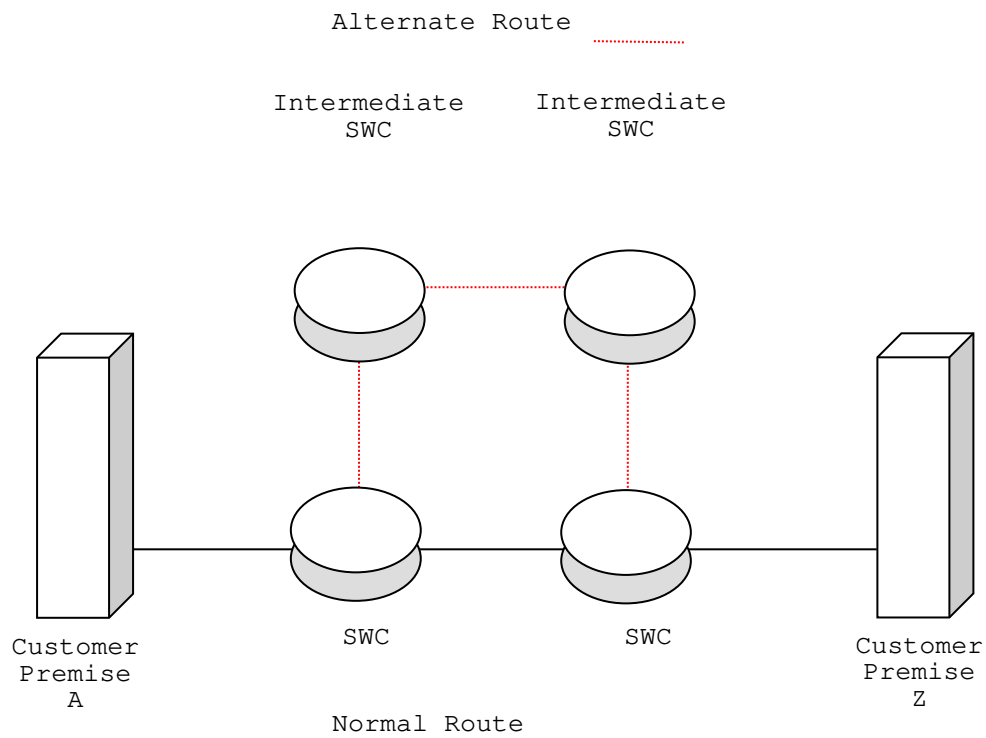 Alternate Route
Intermediate
SWC
Intermediate
SWC
Customer
Premise
A
SWC
SWC
Customer
Premise
Z
Normal Route